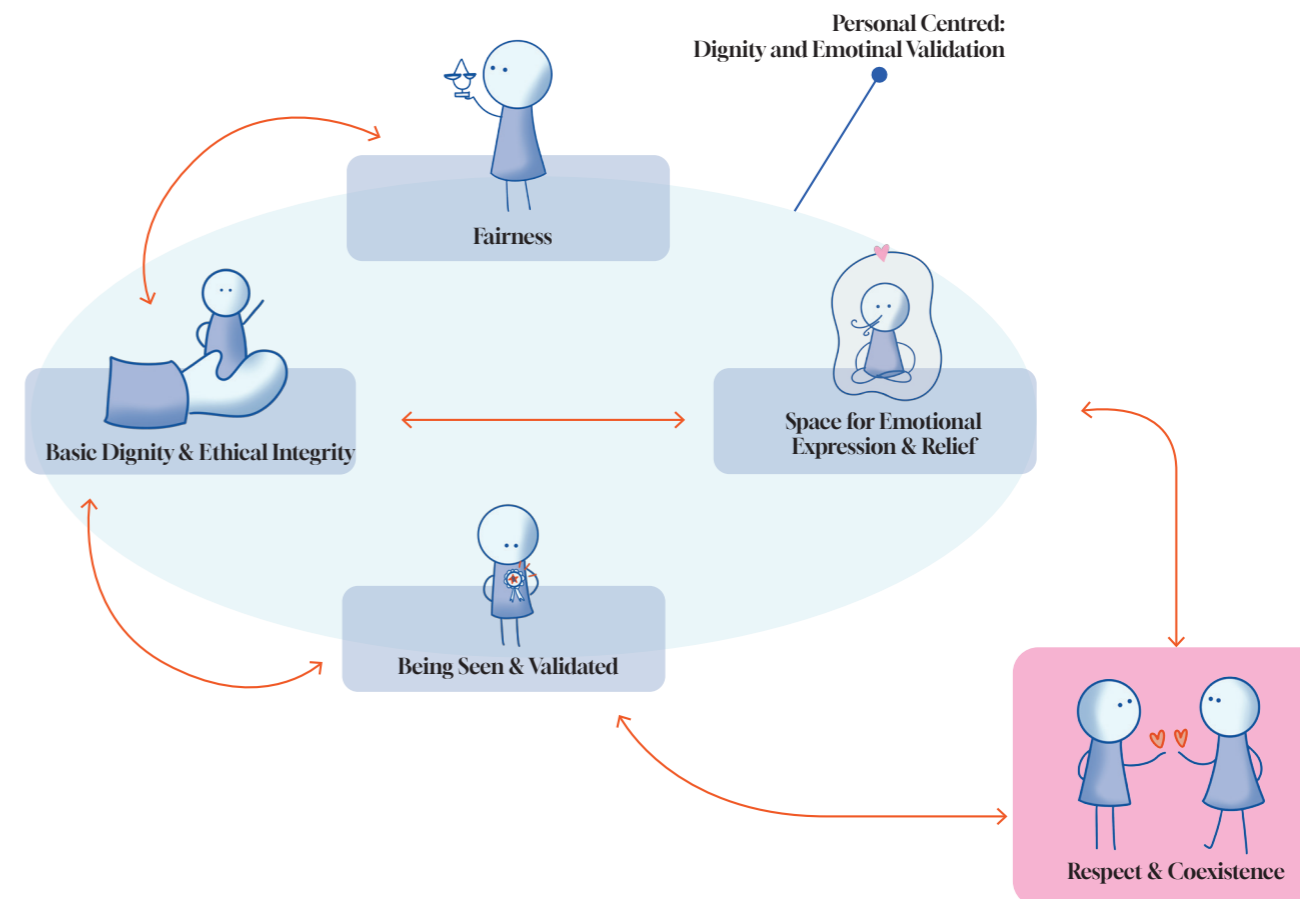 Personal Centred:
Dignity and Emotinal Validation
Fairness
Basic Dignity & Ethical Integrity
Space for Emotional
Expression & Relief
Being Seen & Validated
Respect & Coexistence